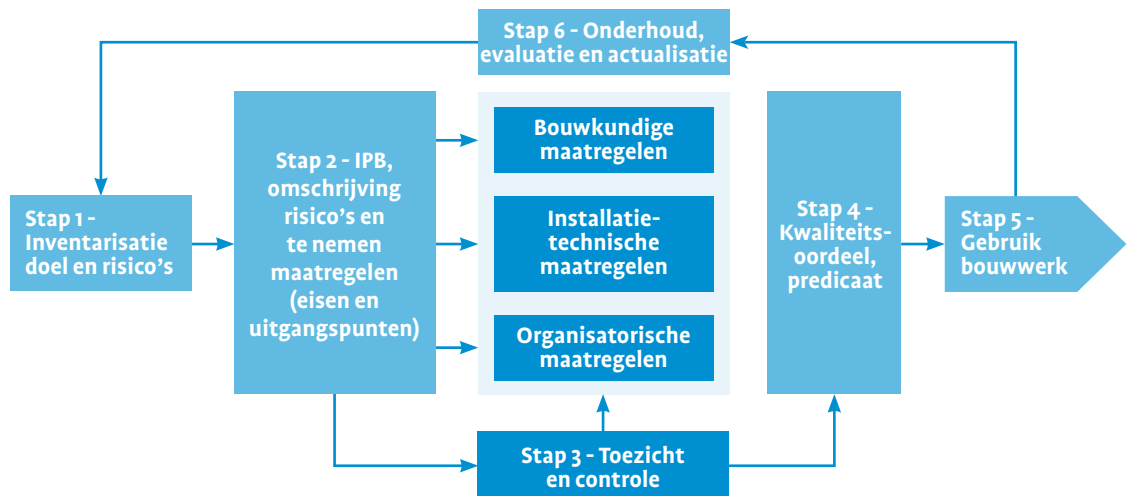 Stap 6 - Onderhoud,
evaluatie en actualisatie
Stap 1 -
Inventarisatie
doel en risico's
Stap 2 - IPB,
omschrijving
risico's en
te nemen
maatregelen
(eisen en
uitgangspunten)
Bouwkundige
maatregelen
Installatie-
technische
maatregelen
Organisatorische
maatregelen
Stap 3 - Toezicht
en controle
Stap 4 -
Kwaliteits-
oordeel,
predicaat
Stap 5 -
Gebruik
bouwwerk